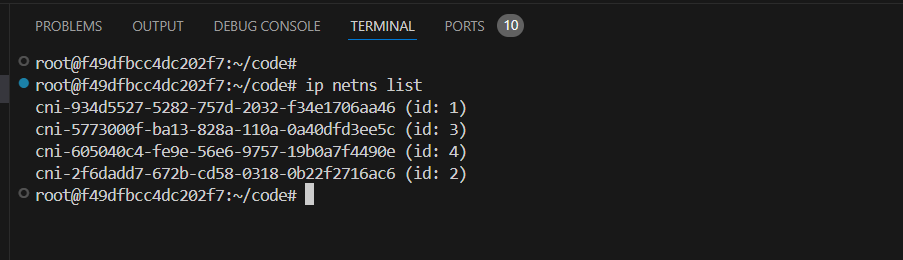 PROBLEMS OUTPUT DEBUG CONSOLE TERMINAL PORTS 10
root@f49dfbcc4dc202f7:~/code#
root@f49dfbcc4dc202f7:~/code# ip netns list
cni-934d5527-5282-757d-2032-f34e1706aa46 (id: 1)
cni-5773000f-ba13-828a-110a-0a40dfd3ee5c (id: 3)
cni-605040c4-fe9e-56e6-9757-19b0a7f4490e (id: 4)
cni-2f6dadd7-672b-cd58-0318-0b22f2716ac6 (id: 2)
root@f49dfbcc4dc202f7:~/code#